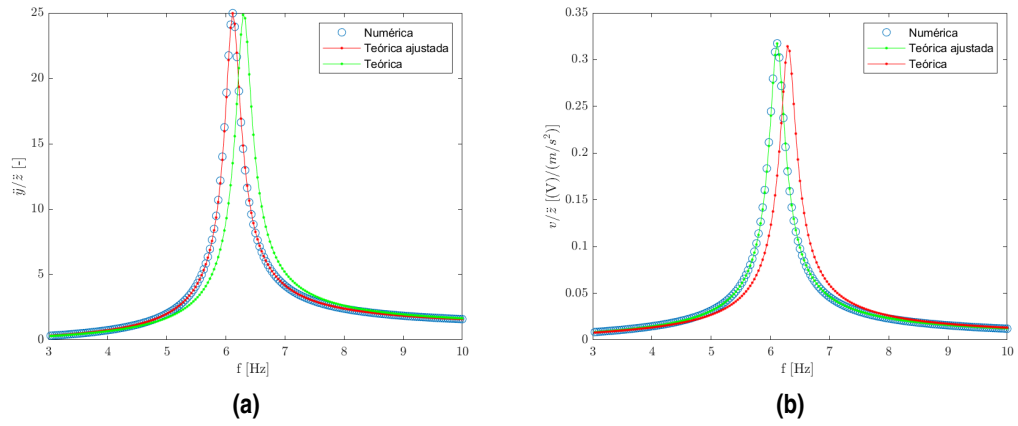 25
20
15
10
5
0
ÿ/z̈ [-]
3 4 5 6 7 8 9 10
f [Hz]
Numérica
Teórica ajustada
Teórica
(a)
0.35
0.3
0.25
0.2
0.15
0.1
0.05
0
v/z̈ [(V)/(m/s²)]
3 4 5 6 7 8 9 10
f [Hz]
Numérica
Teórica ajustada
Teórica
(b)